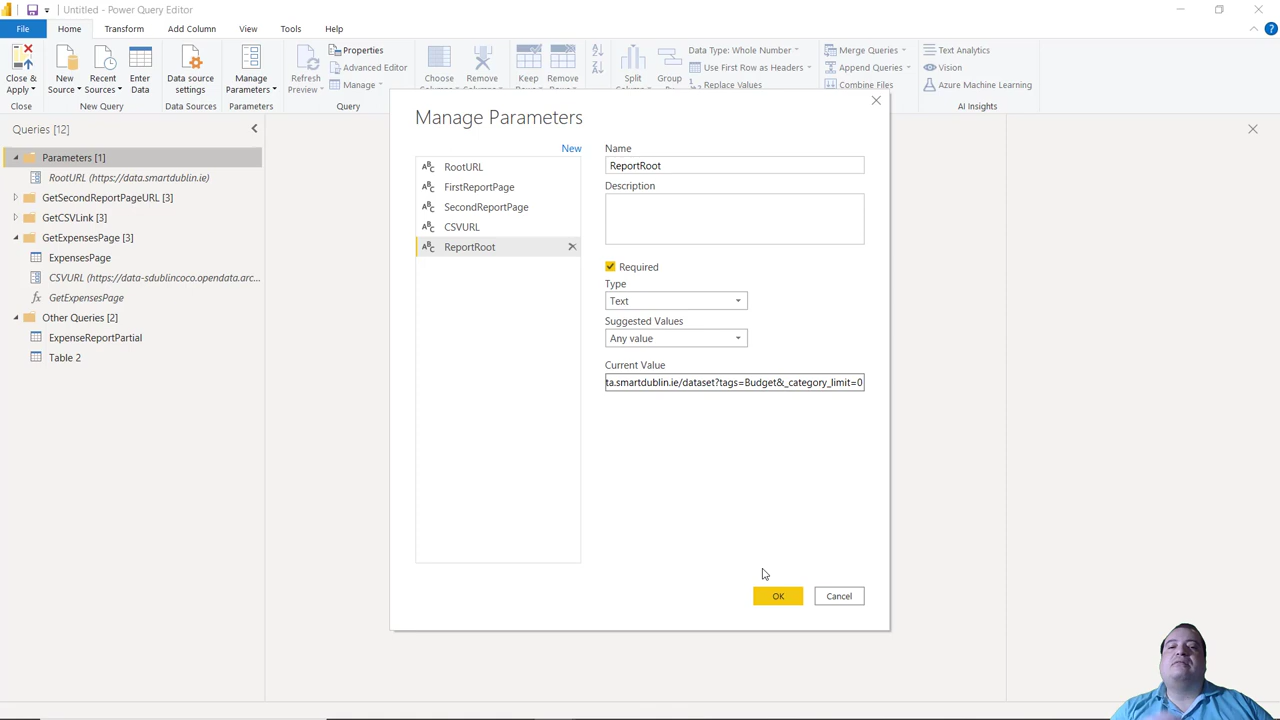 Untitled - Power Query Editor
File Home Transform Add Column View Tools Help
Close & Apply
New Source
Recent Sources
Enter Data
Data source settings
Manage Parameters
Refresh Preview
Properties
Advanced Editor
Manage
Choose
Remove
Keep
Remove
Split
Group
Data Type: Whole Number
Use First Row as Headers
Replace Values
Merge Queries
Append Queries
Combine Files
Text Analytics
Vision
Azure Machine Learning
Close
New Query
Data Sources
Parameters
Query
AI Insights
Queries [12]
Parameters [1]
RootURL (https://data.smartdublin.ie)
GetSecondReportPageURL [3]
GetCSVLink [3]
GetExpensesPage [3]
ExpensesPage
CSVURL (https://data-sdublincoco.opendata.arc...
GetExpensesPage
Other Queries [2]
ExpenseReportPartial
Table 2
Manage Parameters
New
RootURL
FirstReportPage
SecondReportPage
CSVURL
ReportRoot
Name
ReportRoot
Description
Required
Type
Text
Suggested Values
Any value
Current Value
ta.smartdublin.ie/dataset?tags=Budget&_category_limit=0
OK
Cancel